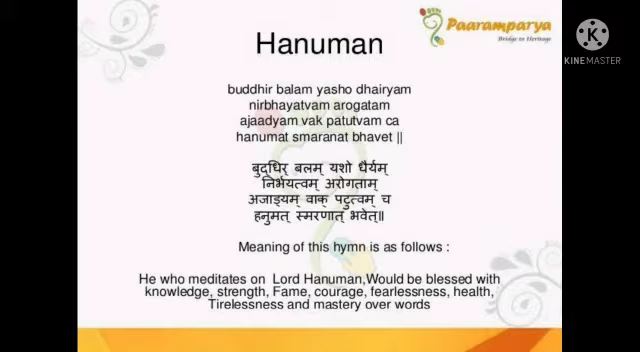 Paaramparya
Bridge to Heritage
KINEMASTER
Hanuman
buddhir balam yasho dhairyam
nirbhayatvam arogatam
ajaadyam vak patutvam ca
hanumat smaranat bhavet ||
बुद्धिर् बलम् यशो धैर्यम्
निर्भयत्वम् अरोगताम्
अजाड्यम् वाक् पटुत्वम् च
हनुमत् स्मरणात् भवेत्॥
Meaning of this hymn is as follows :
He who meditates on Lord Hanuman,Would be blessed with
knowledge, strength, Fame, courage, fearlessness, health,
Tirelessness and mastery over words